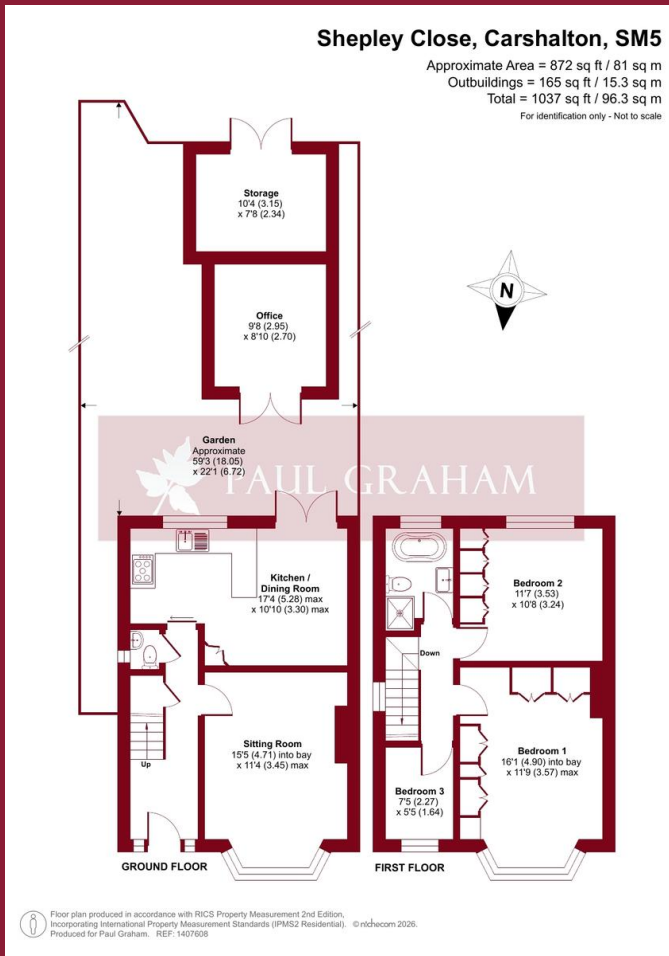 Shepley Close, Carshalton, SM5
Approximate Area = 872 sq ft / 81 sq m
Outbuildings = 165 sq ft / 15.3 sq m
Total = 1037 sq ft / 96.3 sq m
For identification only - Not to scale
Storage
10'4 (3.15)
x 7'8 (2.34)
N
Office
9'8 (2.95)
x 8'10 (2.70)
Garden
Approximate
59'3 (18.05)
x 22'1 (6.72)
PAUL GRAHAM
Kitchen /
Dining Room
17'4 (5.28) max
x 10'10 (3.30) max
Bedroom 2
11'7 (3.53)
x 10'8 (3.24)
Down
Sitting Room
15'5 (4.71) into bay
x 11'4 (3.45) max
Up
Bedroom 1
16'1 (4.90) into bay
x 11'9 (3.57) max
Bedroom 3
7'5 (2.27)
x 5'5 (1.64)
GROUND FLOOR
FIRST FLOOR
Floor plan produced in accordance with RICS Property Measurement 2nd Edition,
Incorporating International Property Measurement Standards (IPMS2 Residential). © nichecom 2026.
Produced for Paul Graham. REF: 1407608